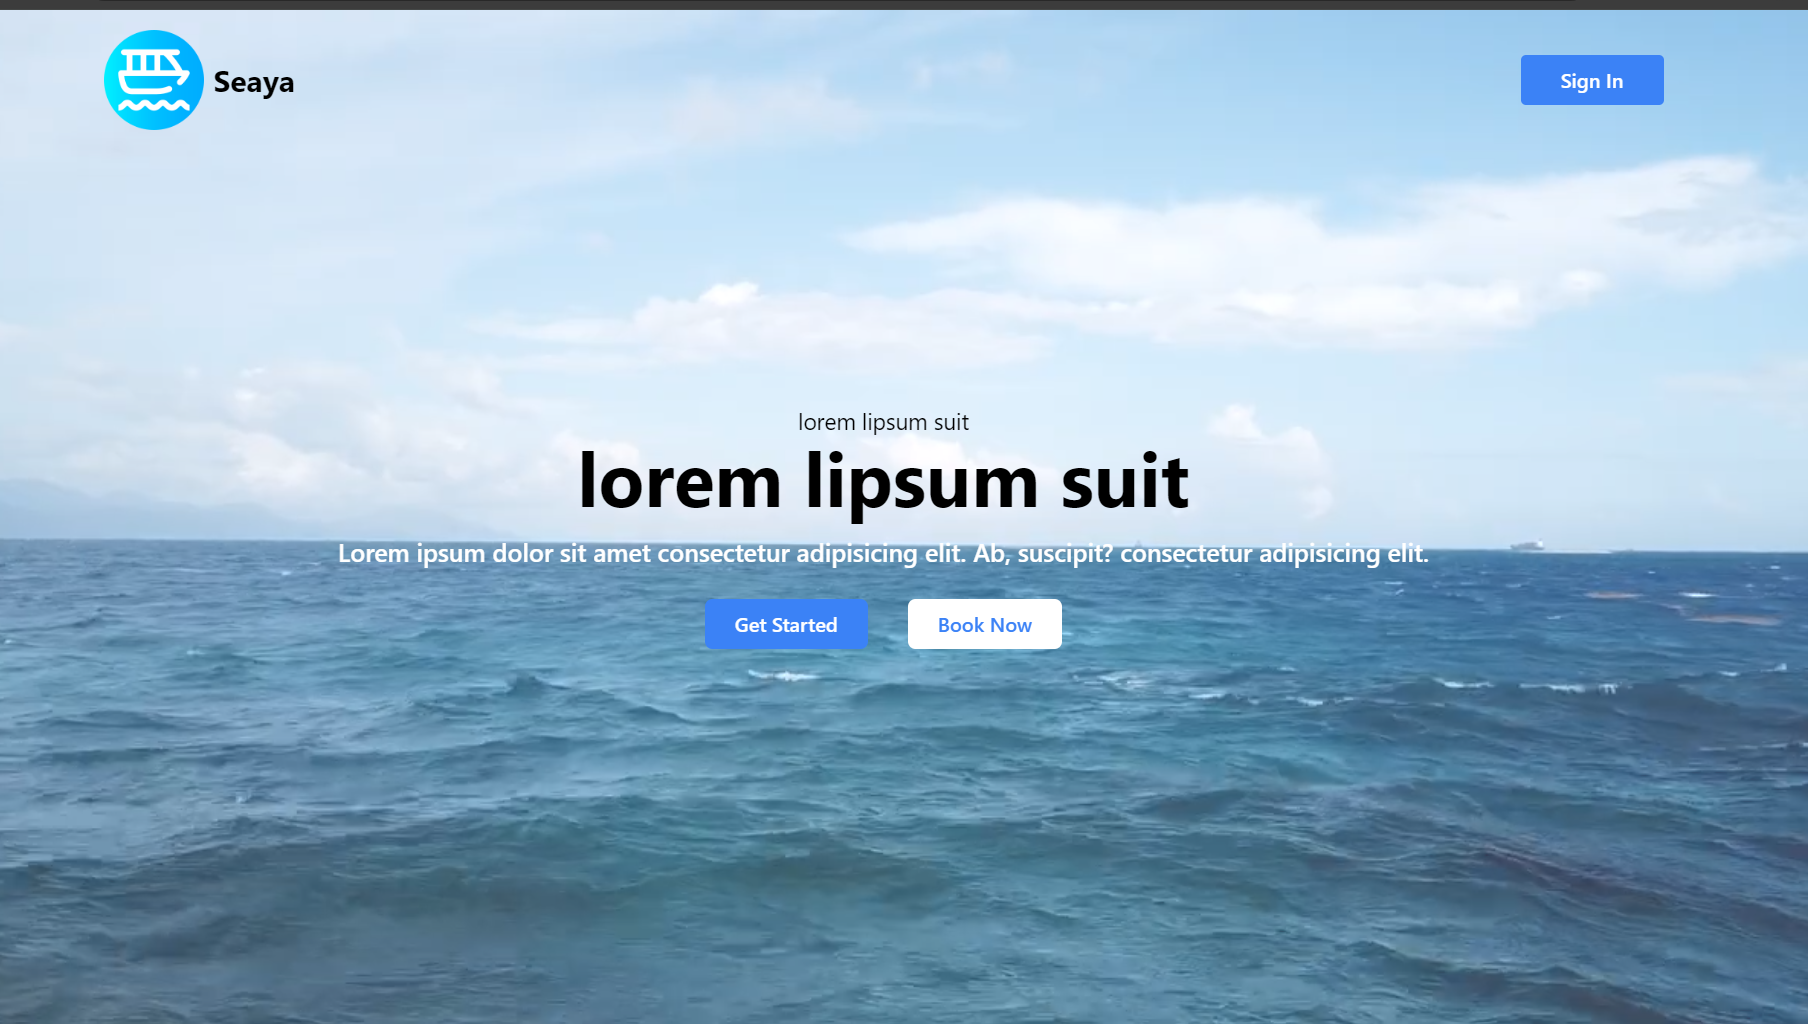 Seaya
Sign In
lorem lipsum suit
lorem lipsum suit
Lorem ipsum dolor sit amet consectetur adipisicing elit. Ab, suscipit? consectetur adipisicing elit.
Get Started
Book Now